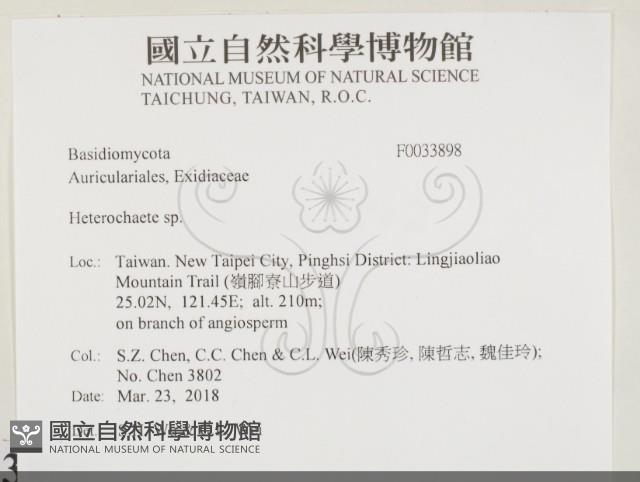 國立自然科學博物館
NATIONAL MUSEUM OF NATURAL SCIENCE
TAICHUNG, TAIWAN, R.O.C.
Basidiomycota F0033898
Auriculariales, Exidiaceae
Heterochaete sp.
Loc.: Taiwan. New Taipei City, Pinghsi District: Lingjiaoliao
Mountain Trail (嶺腳寮山步道)
25.02N, 121.45E; alt. 210m;
on branch of angiosperm
Col.: S.Z. Chen, C.C. Chen & C.L. Wei(陳秀珍, 陳哲志, 魏佳玲);
No. Chen 3802
Date: Mar. 23, 2018
國立自然科學博物館
NATIONAL MUSEUM OF NATURAL SCIENCE
3